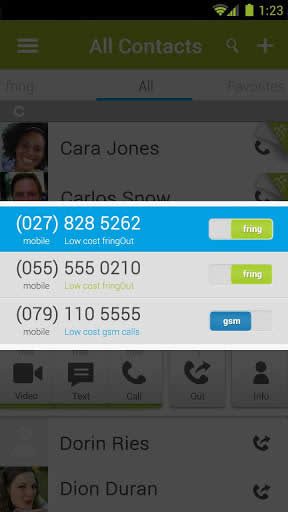 1:23
All Contacts
fring All Favorites
C
Cara Jones
Carlos Snow
(027) 828 5262 fring
mobile Low cost fringOut
(055) 555 0210 fring
mobile Low cost fringOut
(079) 110 5555 gsm
mobile Low cost gsm calls
Video Text Call Out Info
Dorin Ries
Dion Duran